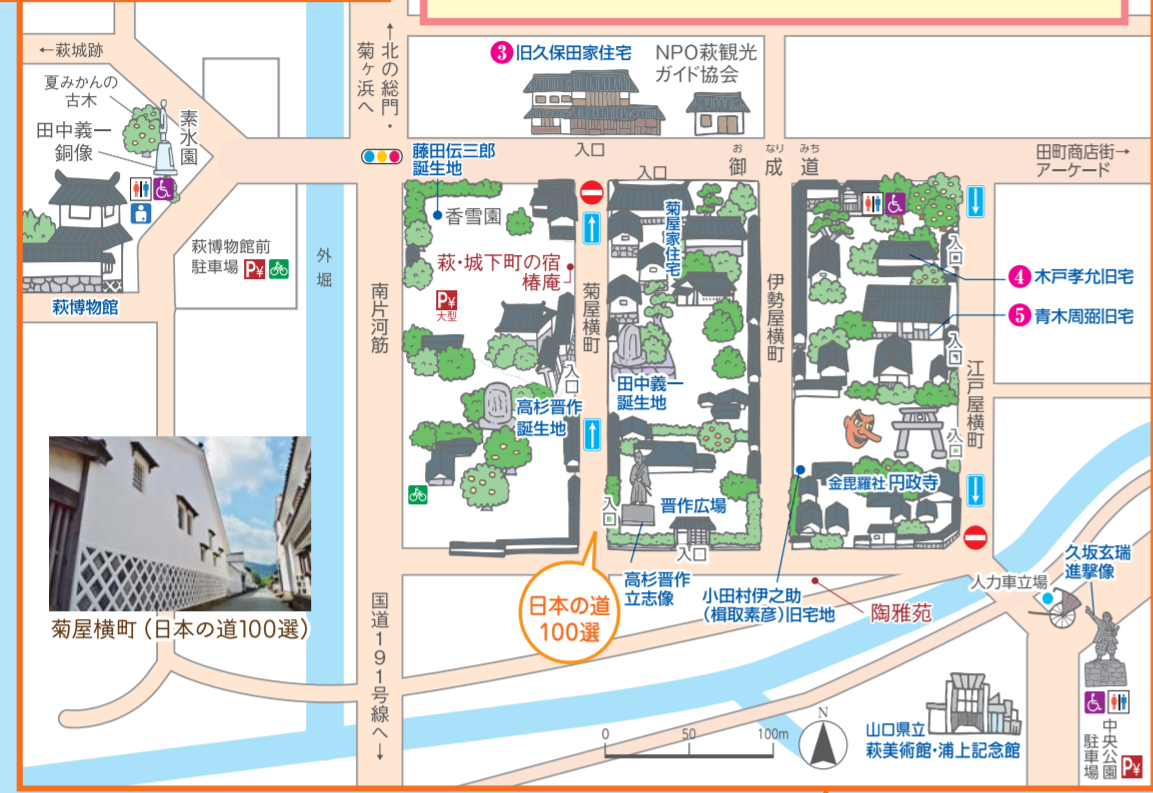 ←萩城跡
夏みかんの
古木
田中義一
銅像
素水園
萩博物館
萩博物館前
駐車場 P¥
外堀
←北の総門・
菊ヶ浜へ
3 旧久保田家住宅
NPO萩観光
ガイド協会
入口
藤田伝三郎
誕生地
香雪園
萩・城下町の宿
椿庵
P¥
大型
南片河筋
菊屋横町
入口
高杉晋作
誕生地
入口
お なり みち
御成道
田町商店街→
アーケード
菊屋家住宅
田中義一
誕生地
晋作広場
入口
入口
高杉晋作
立志像
伊勢屋横町
入口
4 木戸孝允旧宅
5 青木周弼旧宅
入口
江戸屋横町
入口
金毘羅社 円政寺
小田村伊之助
(楫取素彦)旧宅地
陶雅苑
人力車立場
久坂玄瑞
進撃像
日本の道
100選
菊屋横町(日本の道100選)
国道191号線へ→
0 50 100m
N
山口県立
萩美術館・浦上記念館
中央公園
駐車場
P¥